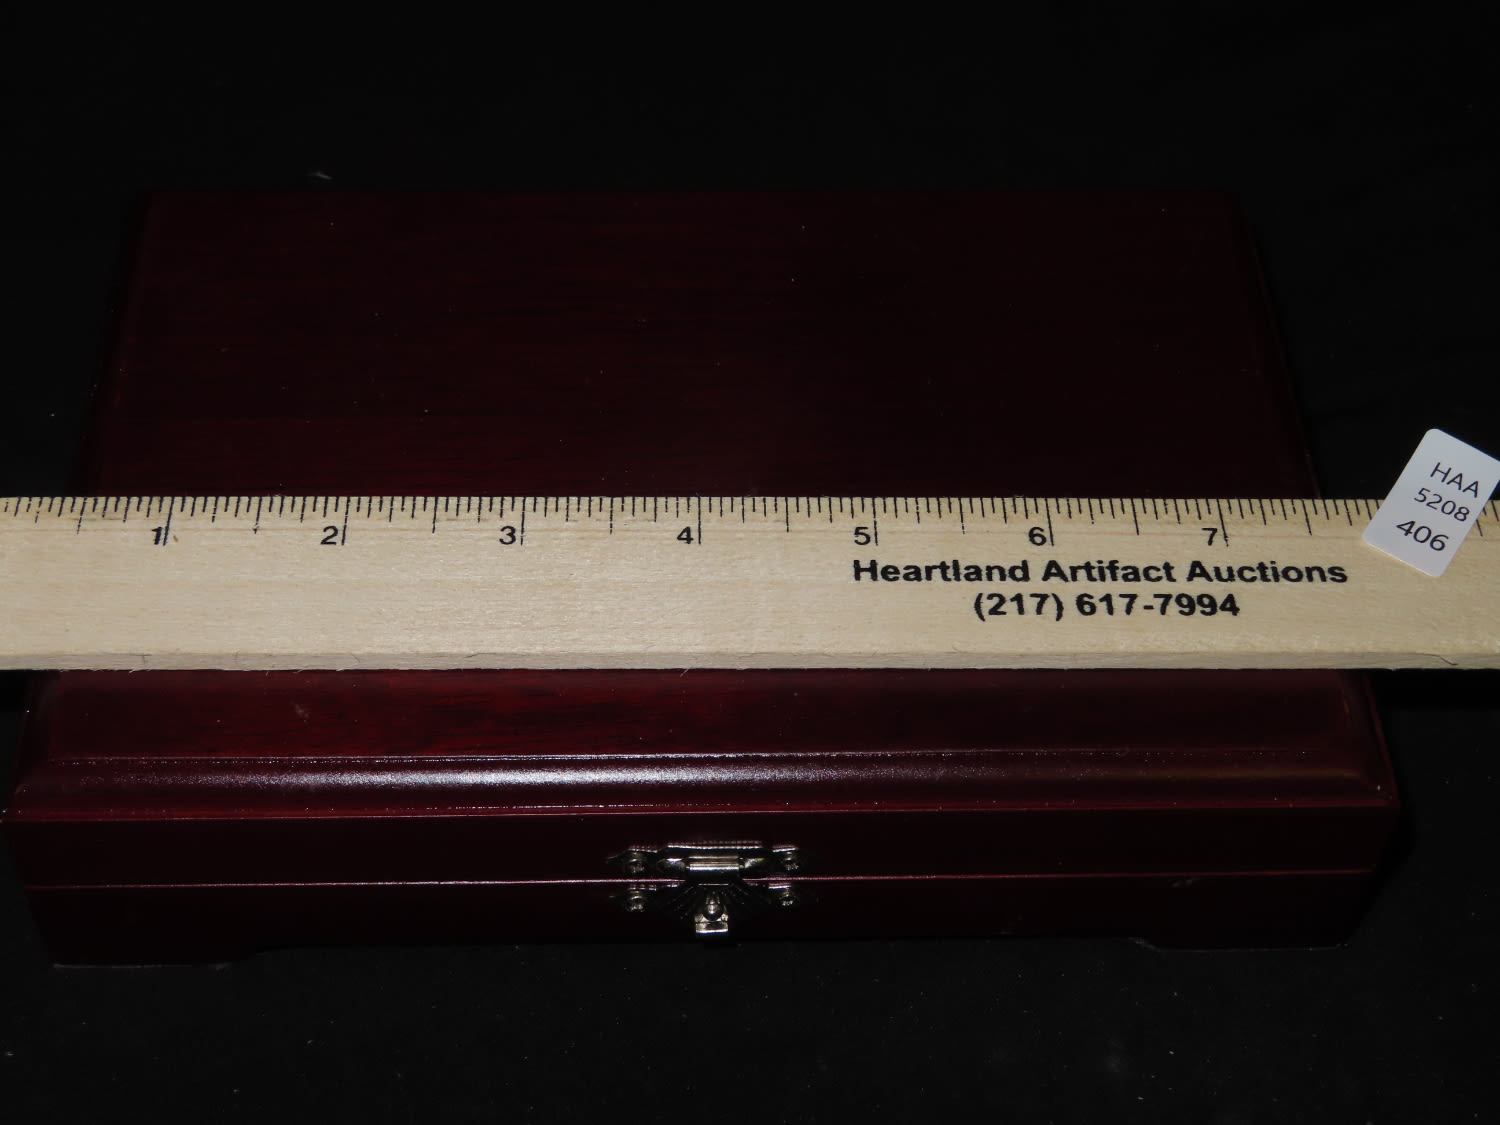 HAA
5208
406
1 2 3 4 5 6 7
Heartland Artifact Auctions
(217) 617-7994